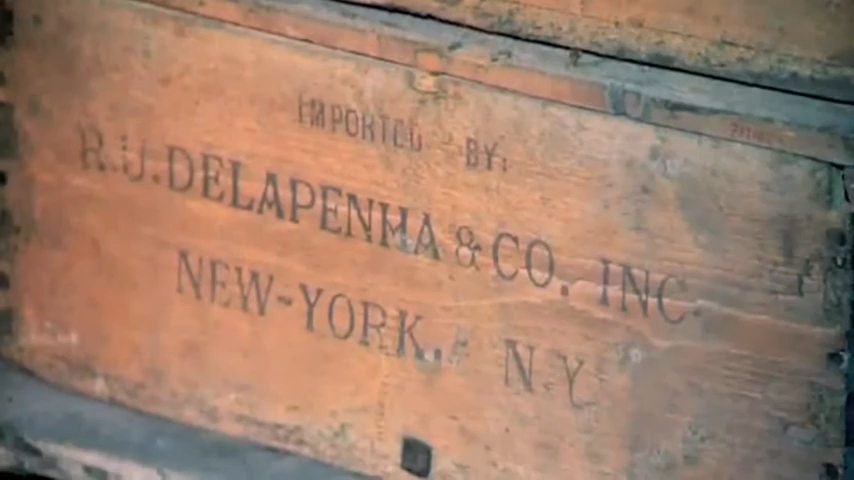 IMPORTED BY:
R.U. DELAPENHA & CO., INC.
NEW-YORK., N.Y.